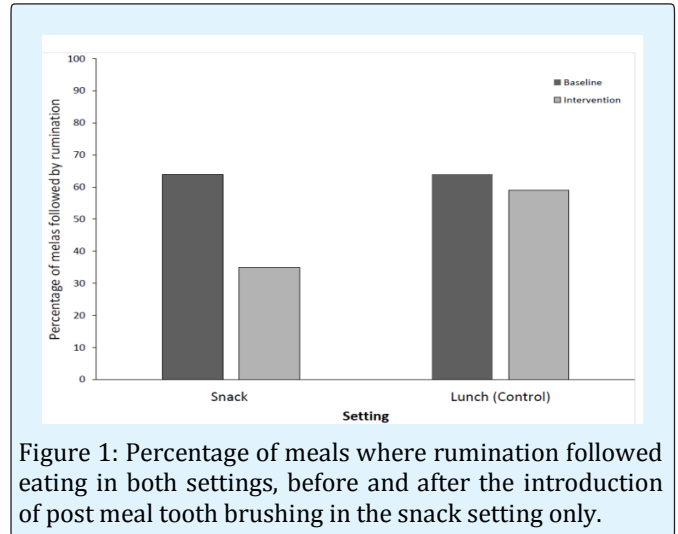 100
90
80
70
60
50
40
30
20
10
0
Percentage of melas followed by rumination
Baseline
Intervention
Snack
Lunch (Control)
Setting
Figure 1: Percentage of meals where rumination followed
eating in both settings, before and after the introduction
of post meal tooth brushing in the snack setting only.